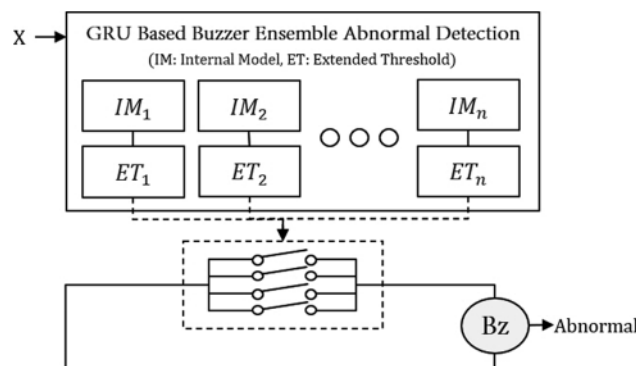 X
GRU Based Buzzer Ensemble Abnormal Detection
(IM: Internal Model, ET: Extended Threshold)
IM₁ IM₂ IMₙ
ET₁ ET₂ ETₙ
Bz
Abnormal